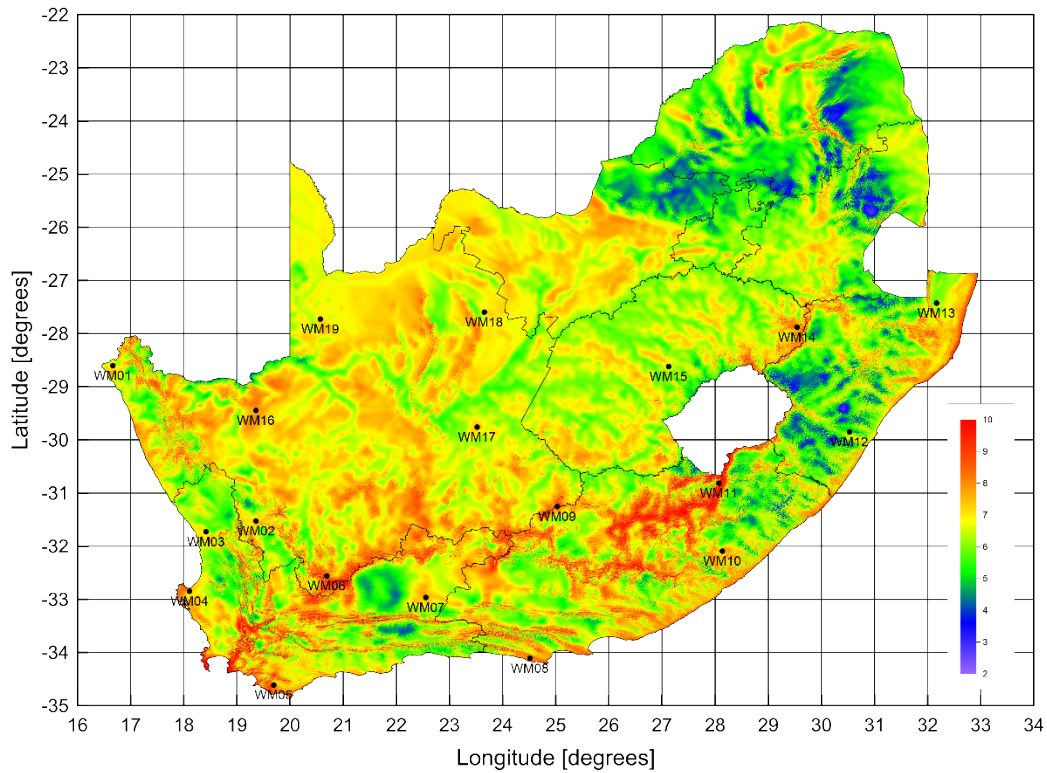 -22
-23
-24
-25
-26
-27
-28
-29
-30
-31
-32
-33
-34
-35
Latitude [degrees]
WM13
WM19
WM18
WM14
WM01
WM15
WM16
WM17
WM12
WM11
WM09
WM02
WM03
WM10
WM06
WM04
WM07
WM08
WM05
10
9
8
7
6
5
4
3
2
16 17 18 19 20 21 22 23 24 25 26 27 28 29 30 31 32 33 34
Longitude [degrees]